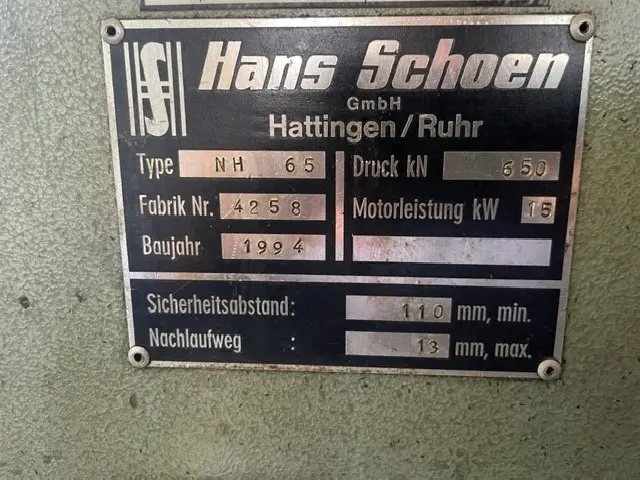 Hans Schoen
GmbH
Hattingen/Ruhr
Type NH 65
Fabrik Nr. 4258
Baujahr 1994
Druck kN 650
Motorleistung kW 15
Sicherheitsabstand: 110 mm, min.
Nachlaufweg : 13 mm, max.